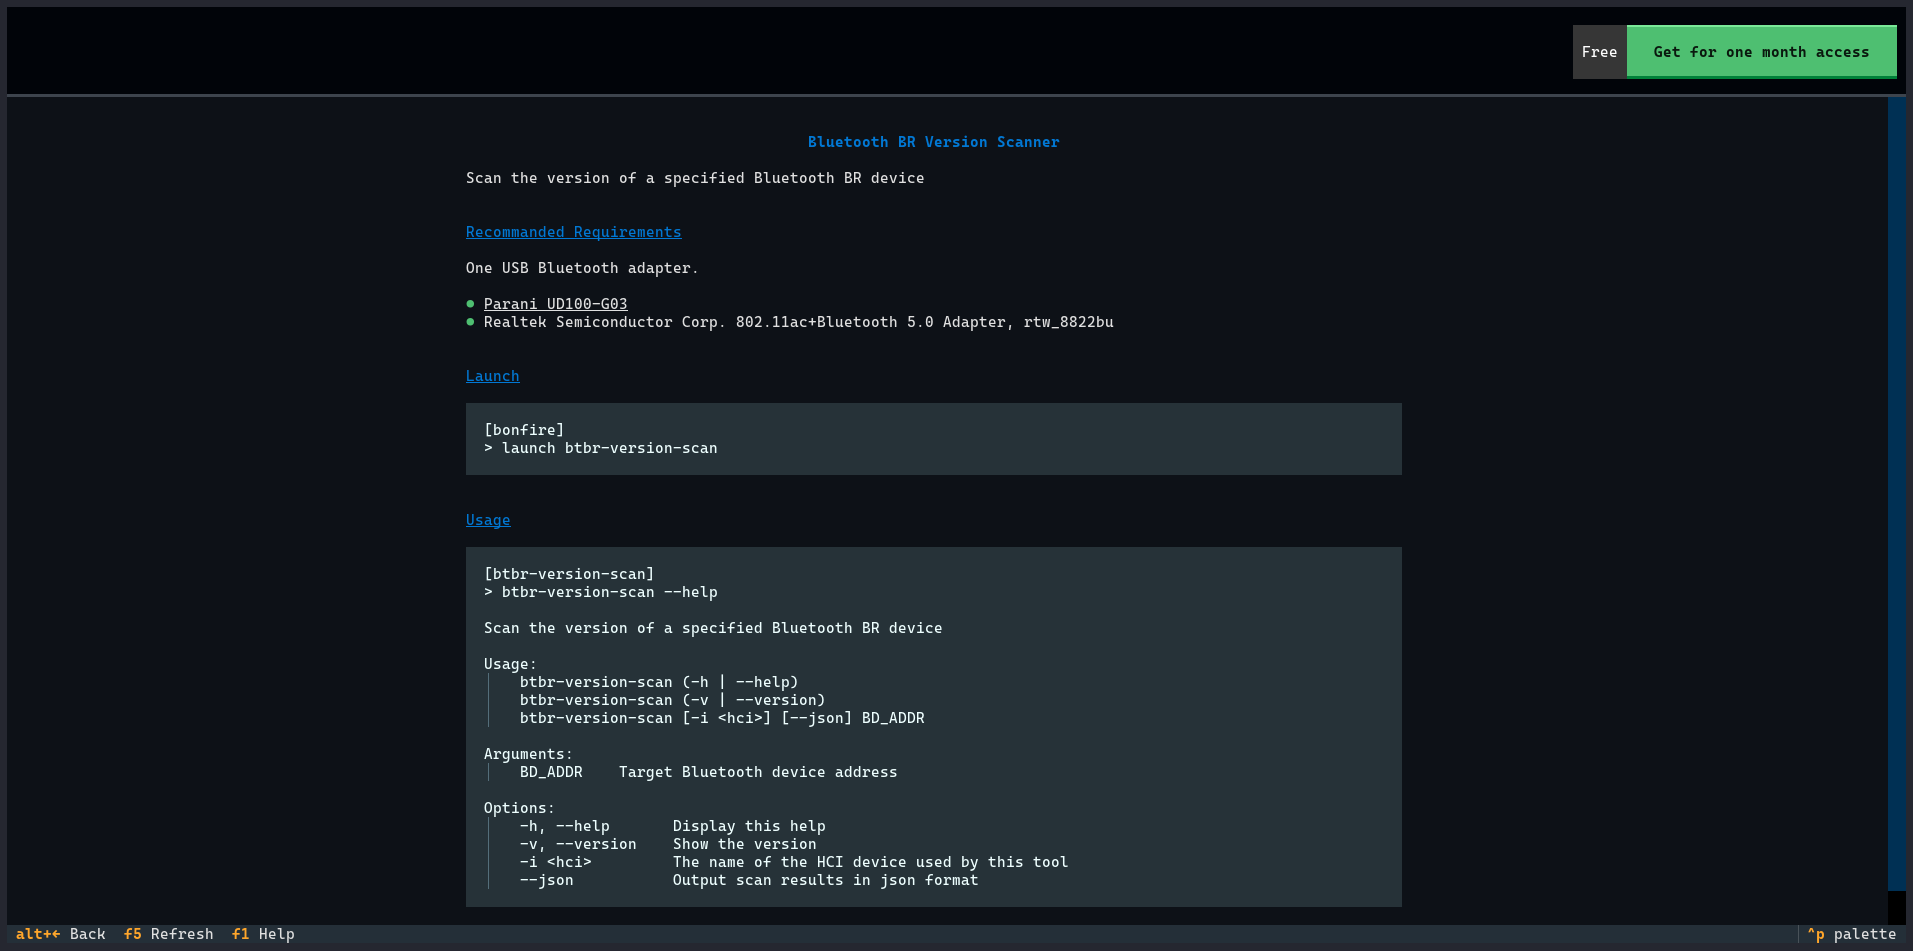 Free Get for one month access
Bluetooth BR Version Scanner
Scan the version of a specified Bluetooth BR device
Recommanded Requirements
One USB Bluetooth adapter.
● Parani UD100-G03
● Realtek Semiconductor Corp. 802.11ac+Bluetooth 5.0 Adapter, rtw_8822bu
Launch
[bonfire]
> launch btbr-version-scan
Usage
[btbr-version-scan]
> btbr-version-scan --help
Scan the version of a specified Bluetooth BR device
Usage:
btbr-version-scan (-h | --help)
btbr-version-scan (-v | --version)
btbr-version-scan [-i <hci>] [--json] BD_ADDR
Arguments:
BD_ADDR    Target Bluetooth device address
Options:
-h, --help       Display this help
-v, --version    Show the version
-i <hci>         The name of the HCI device used by this tool
--json           Output scan results in json format
alt+← Back  f5 Refresh  f1 Help  ^p palette